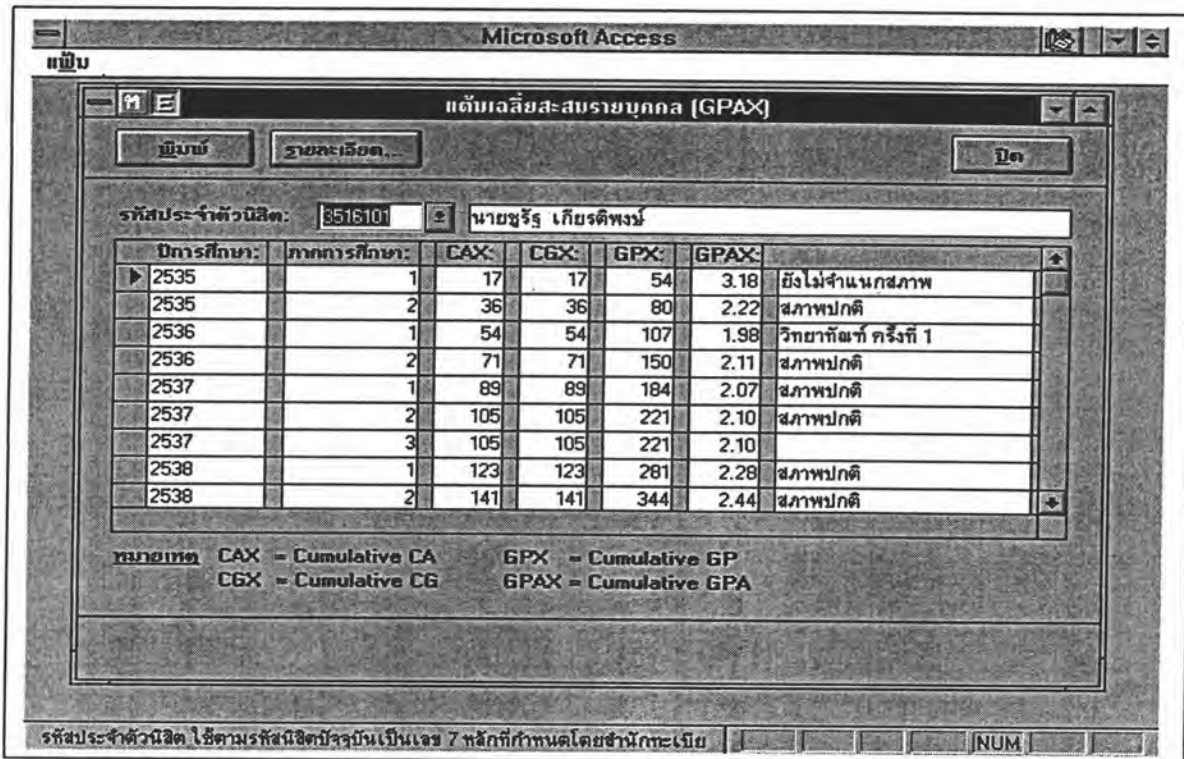 Microsoft Access
แฟ้ม
ท E แต้มเฉลี่ยสะสมรายบุคคล (GPAX)
พิมพ์ รายละเอียด... ปิด
รหัสประจำตัวนิสิต: 3516101 นายชูรัฐ เกียรติพงษ์
ปีการศึกษา: ภาคการศึกษา: CAX: CGX: GPX: GPAX:
2535 1 17 17 54 3.18 ยังไม่จำแนกสภาพ
2535 2 36 36 80 2.22 สภาพปกติ
2536 1 54 54 107 1.98 วิทยาทัณฑ์ ครั้งที่ 1
2536 2 71 71 150 2.11 สภาพปกติ
2537 1 89 89 184 2.07 สภาพปกติ
2537 2 105 105 221 2.10 สภาพปกติ
2537 3 105 105 221 2.10
2538 1 123 123 281 2.28 สภาพปกติ
2538 2 141 141 344 2.44 สภาพปกติ
หมายเหตุ CAX = Cumulative CA GPX = Cumulative GP
CGX = Cumulative CG GPAX = Cumulative GPA
รหัสประจำตัวนิสิต ใช้ตามรหัสนิสิตปัจจุบันเป็นเลข 7 หลักที่กำหนดโดยสำนักทะเบีย NUM